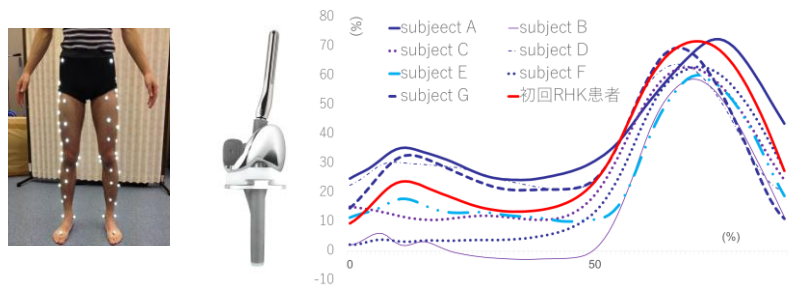 80
(%)
70
60
50
40
30
20
10
0
-10
subjeect A
subject B
subject C
subject D
subject E
subject F
subject G
初回RHK患者
(%)
0
50